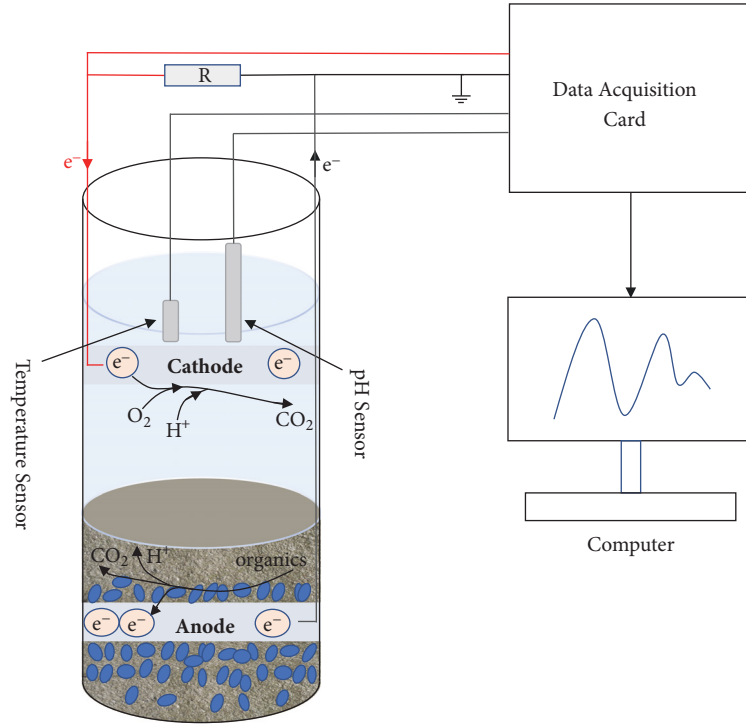 R
Data Acquisition
Card
e⁻
e⁻
e⁻
Cathode
e⁻
O₂
H⁺
CO₂
Temperature Sensor
pH Sensor
Computer
CO₂
H⁺
organics
e⁻
e⁻
Anode
e⁻